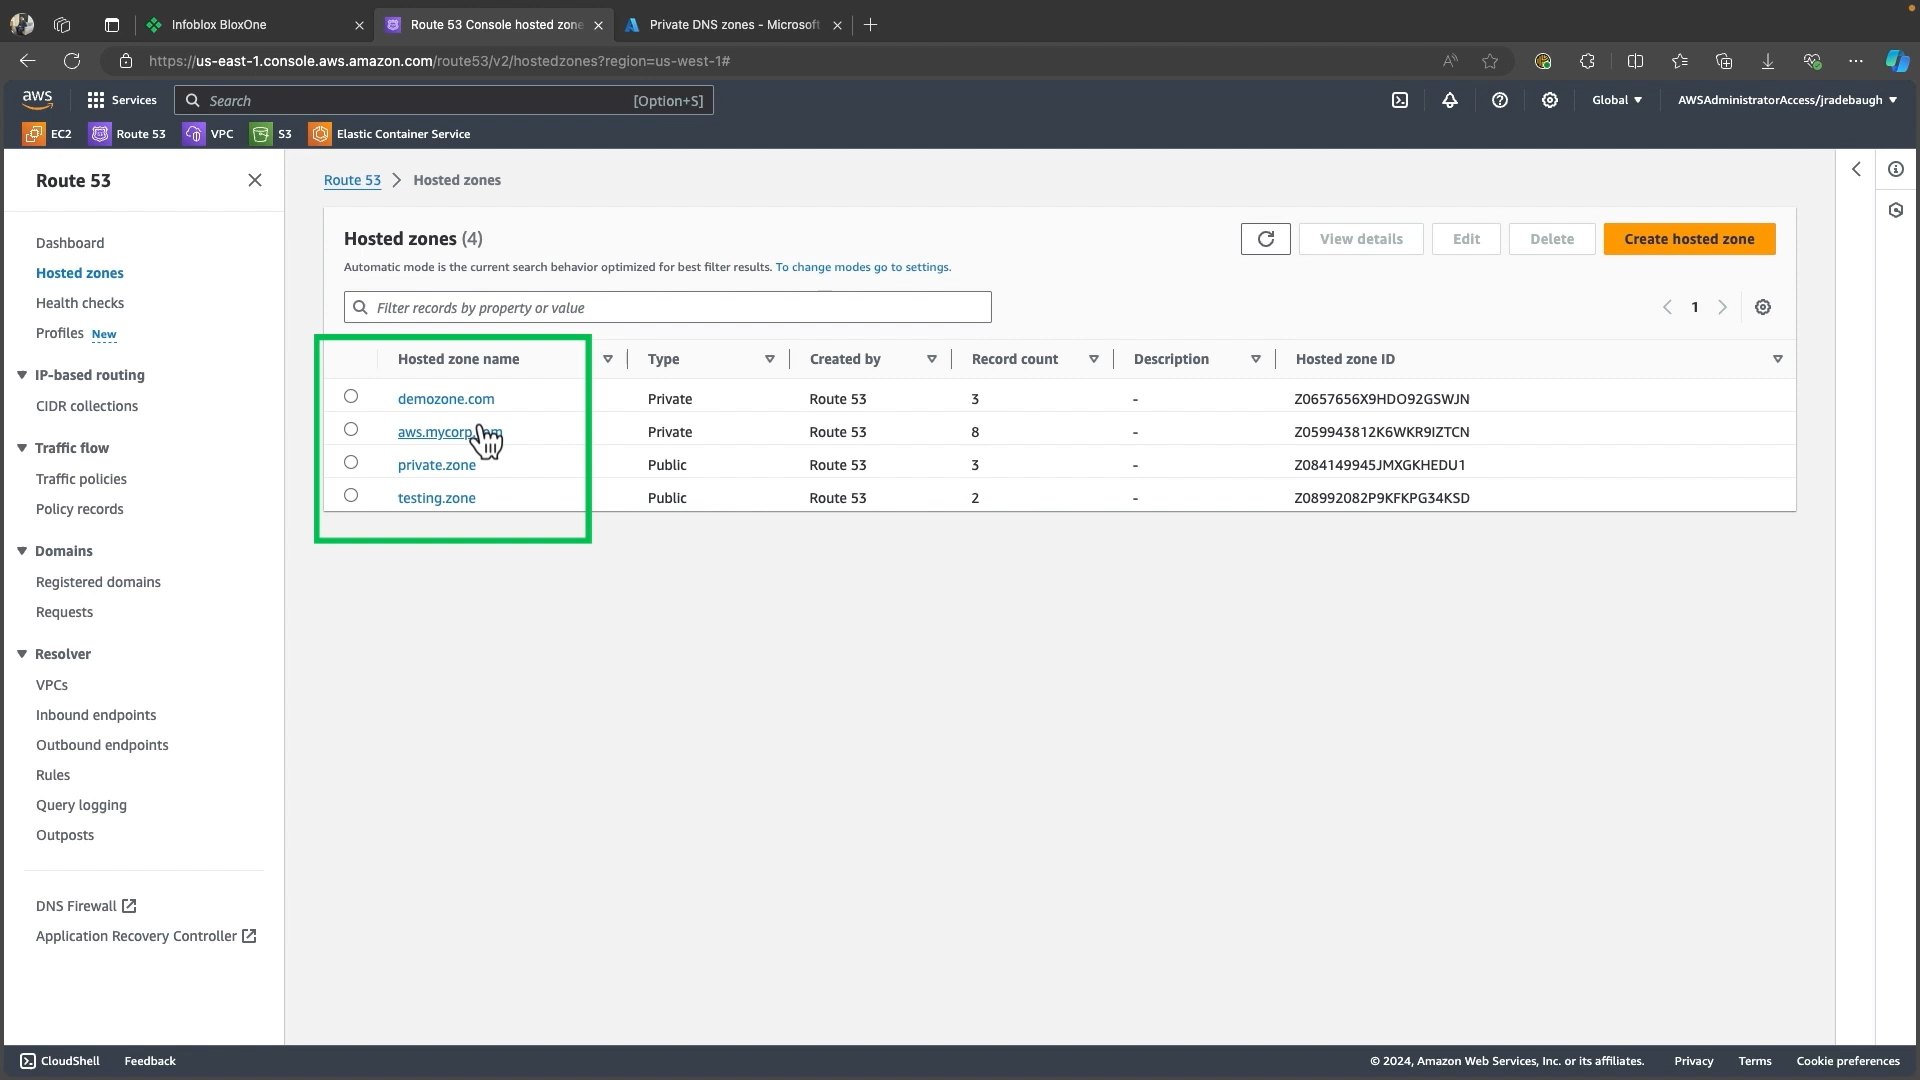 Infoblox BloxOne
Route 53 Console hosted zone
Private DNS zones - Microsoft
https://us-east-1.console.aws.amazon.com/route53/v2/hostedzones?region=us-west-1#
aws
Services
Search
[Option+S]
Global
AWSAdministratorAccess/jradebaugh
EC2
Route 53
VPC
S3
Elastic Container Service
Route 53
Dashboard
Hosted zones
Health checks
Profiles New
IP-based routing
CIDR collections
Traffic flow
Traffic policies
Policy records
Domains
Registered domains
Requests
Resolver
VPCs
Inbound endpoints
Outbound endpoints
Rules
Query logging
Outposts
DNS Firewall
Application Recovery Controller
Route 53 > Hosted zones
Hosted zones (4)
View details
Edit
Delete
Create hosted zone
Automatic mode is the current search behavior optimized for best filter results. To change modes go to settings.
Filter records by property or value
1
Hosted zone name Type Created by Record count Description Hosted zone ID
demozone.com Private Route 53 3 - Z0657656X9HDO92GSWJN
aws.mycorp.com Private Route 53 8 - Z059943812K6WKR9IZTCN
private.zone Public Route 53 3 - Z084149945JMXGKHEDU1
testing.zone Public Route 53 2 - Z08992082P9KFKPG34KSD
CloudShell
Feedback
© 2024, Amazon Web Services, Inc. or its affiliates.
Privacy
Terms
Cookie preferences